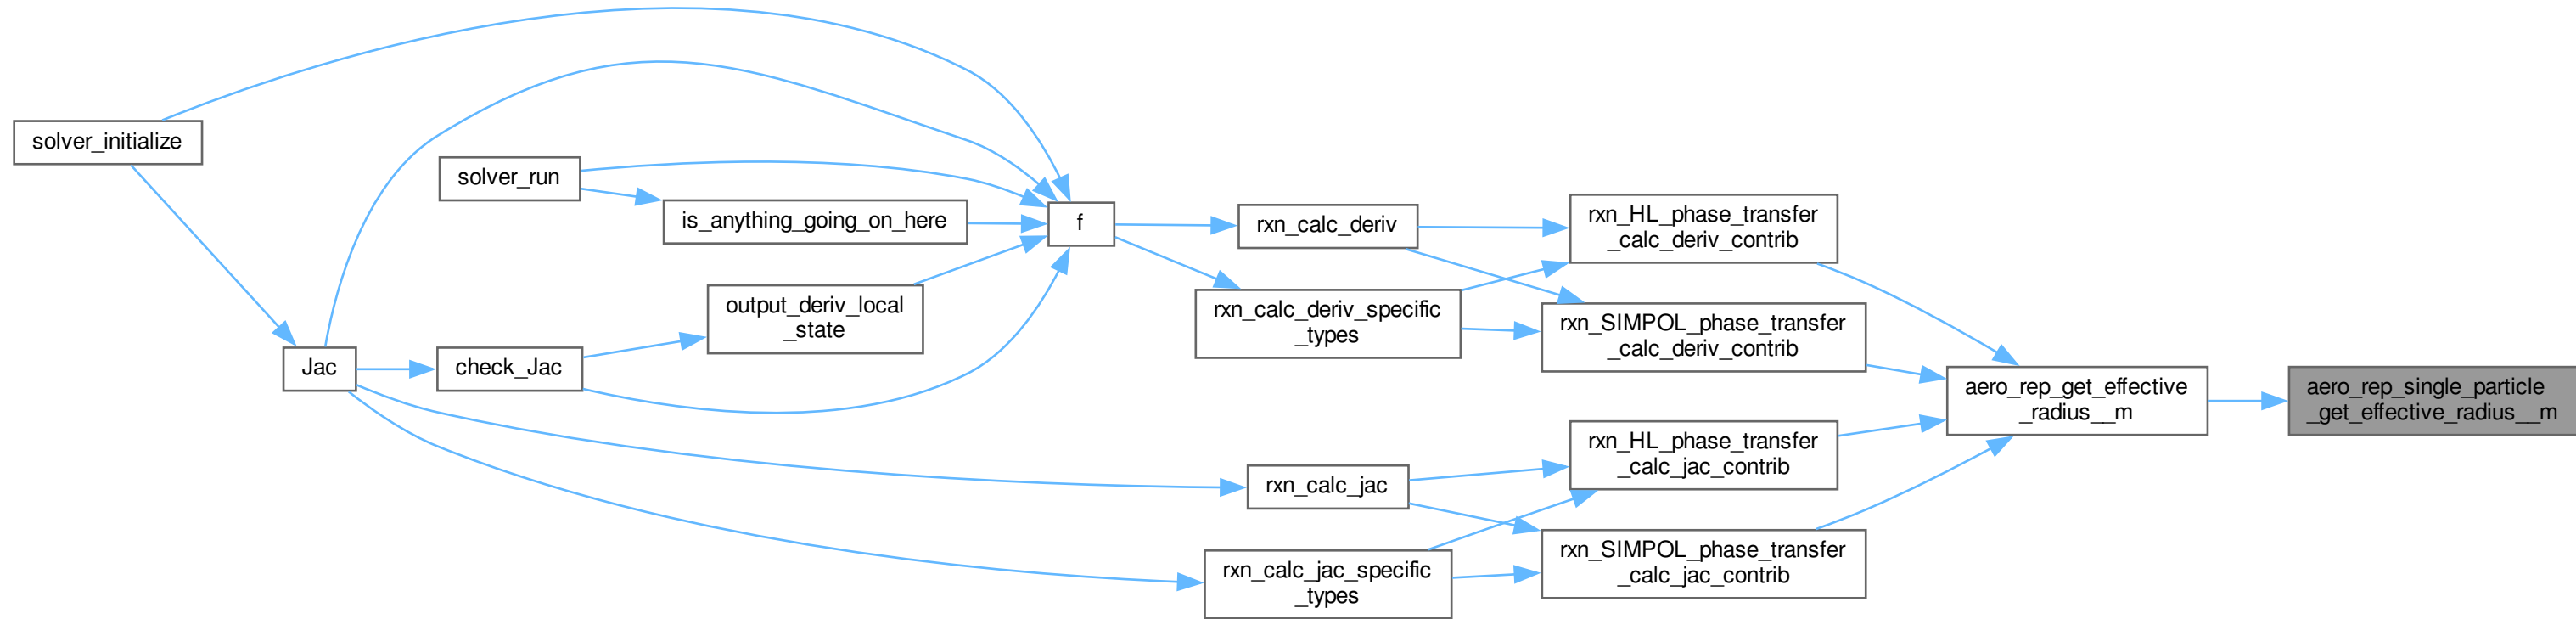 solver_initialize
solver_run
is_anything_going_on_here
f
output_deriv_local
_state
Jac
check_Jac
rxn_calc_deriv
rxn_calc_deriv_specific
_types
rxn_HL_phase_transfer
_calc_deriv_contrib
rxn_SIMPOL_phase_transfer
_calc_deriv_contrib
aero_rep_get_effective
_radius__m
aero_rep_single_particle
_get_effective_radius__m
rxn_HL_phase_transfer
_calc_jac_contrib
rxn_calc_jac
rxn_SIMPOL_phase_transfer
_calc_jac_contrib
rxn_calc_jac_specific
_types